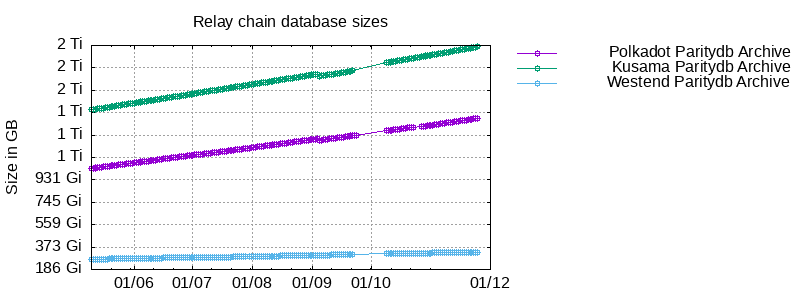 Relay chain database sizes
2 Ti
2 Ti
2 Ti
1 Ti
1 Ti
1 Ti
931 Gi
745 Gi
559 Gi
373 Gi
186 Gi
Size in GB
01/06 01/07 01/08 01/09 01/10 01/12
Polkadot Paritydb Archive
Kusama Paritydb Archive
Westend Paritydb Archive